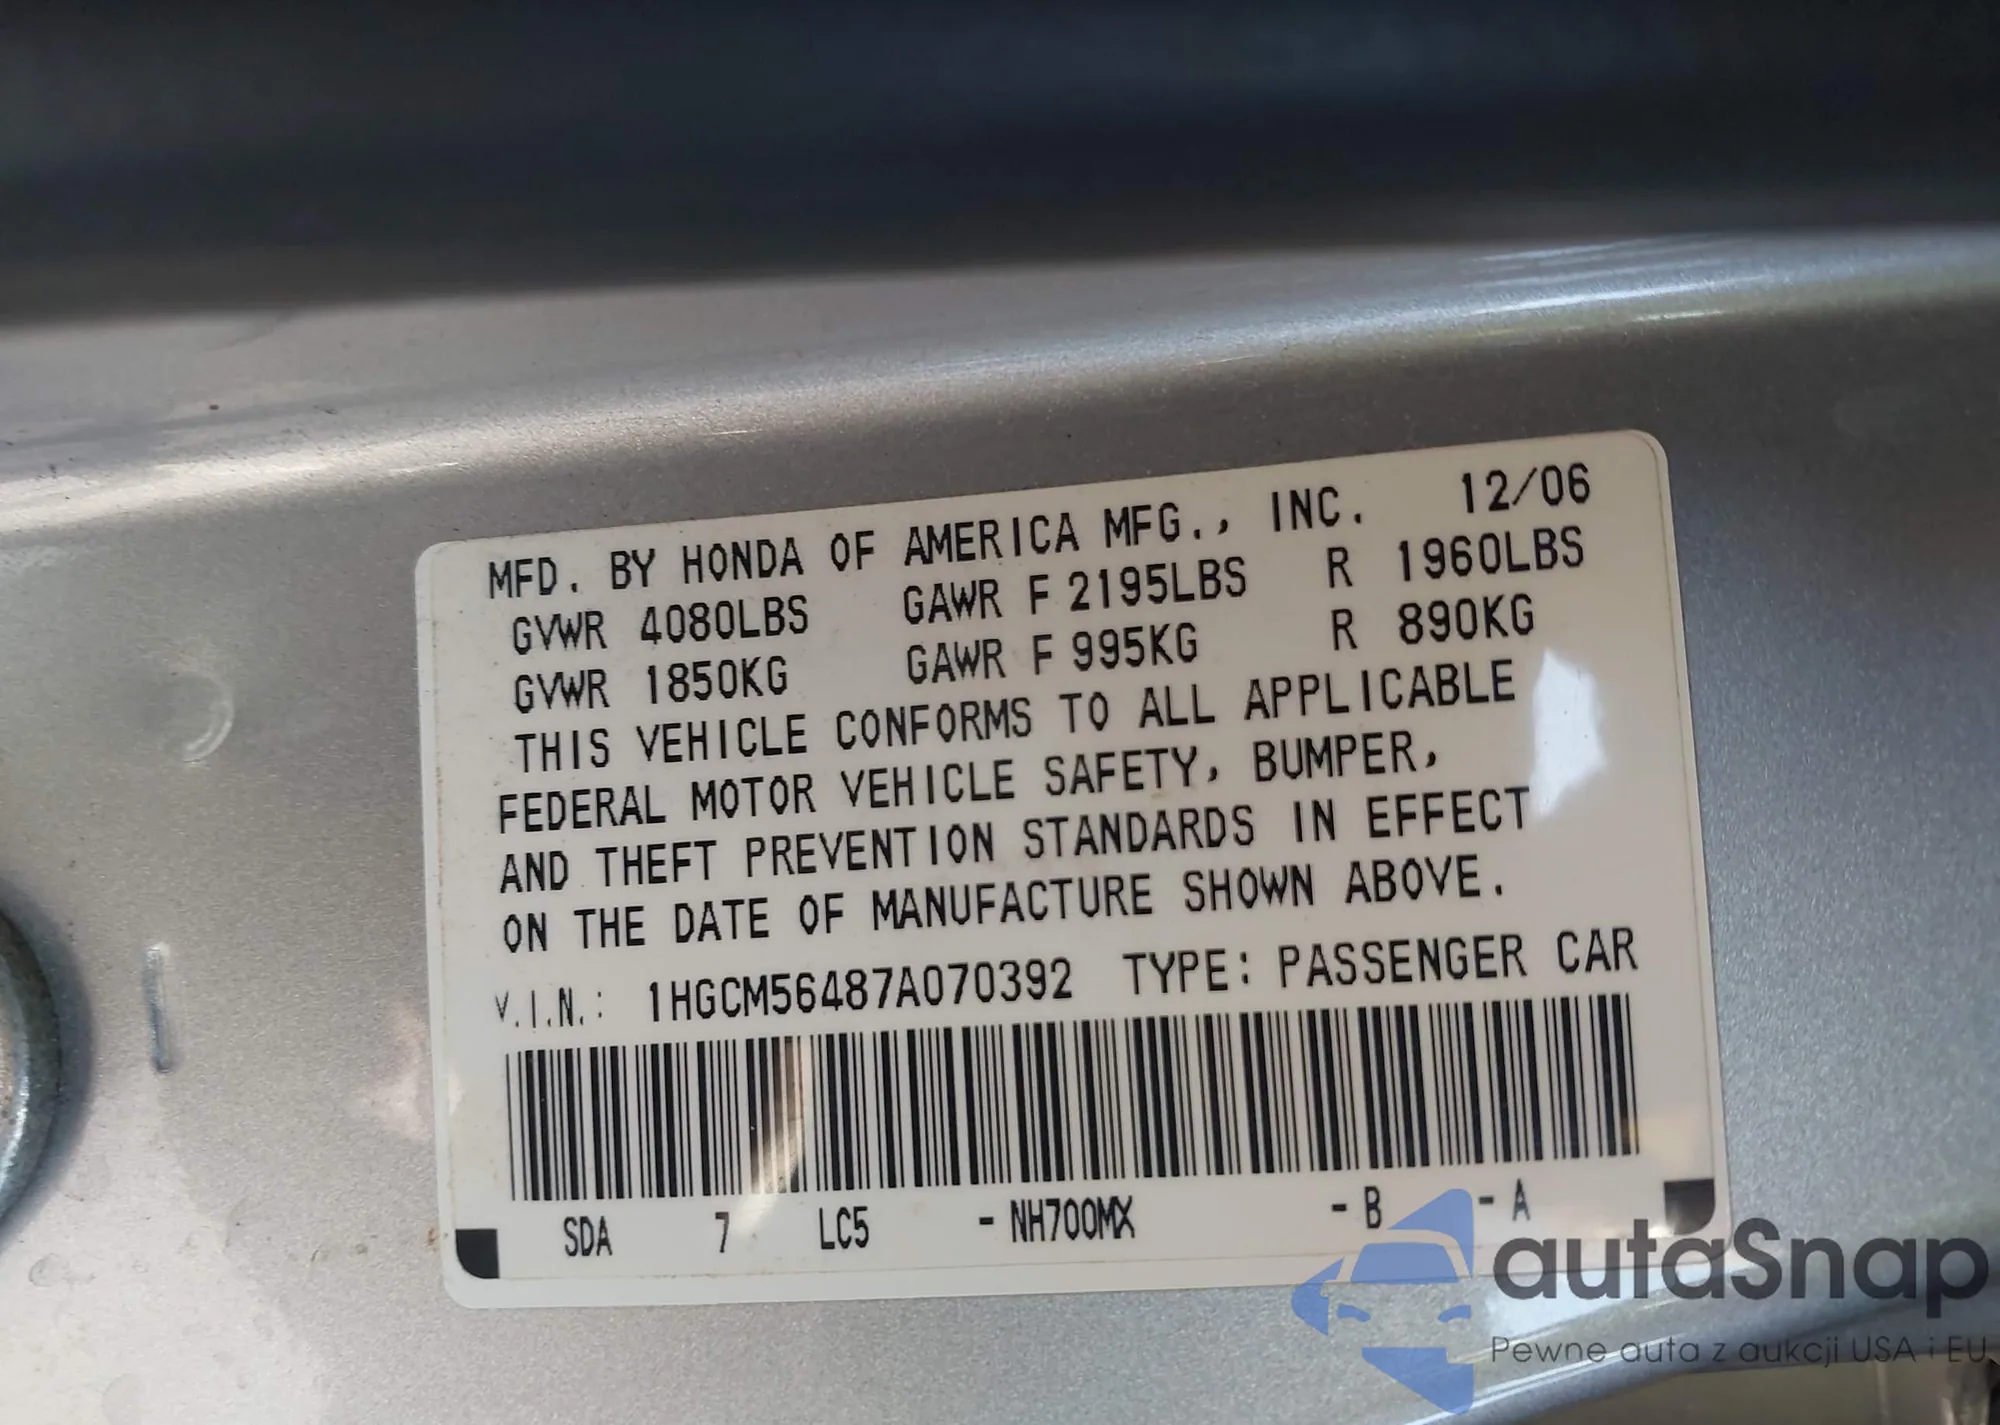 MFD. BY HONDA OF AMERICA MFG., INC. 12/06
GVWR 4080LBS GAWR F 2195LBS R 1960LBS
GVWR 1850KG GAWR F 995KG R 890KG
THIS VEHICLE CONFORMS TO ALL APPLICABLE
FEDERAL MOTOR VEHICLE SAFETY, BUMPER,
AND THEFT PREVENTION STANDARDS IN EFFECT
ON THE DATE OF MANUFACTURE SHOWN ABOVE.
V.I.N.: 1HGCM56487A070392 TYPE: PASSENGER CAR
SDA 7 LC5 - NH700MX - B - A
autaSnap
Pewne auta z aukcji USA i EU